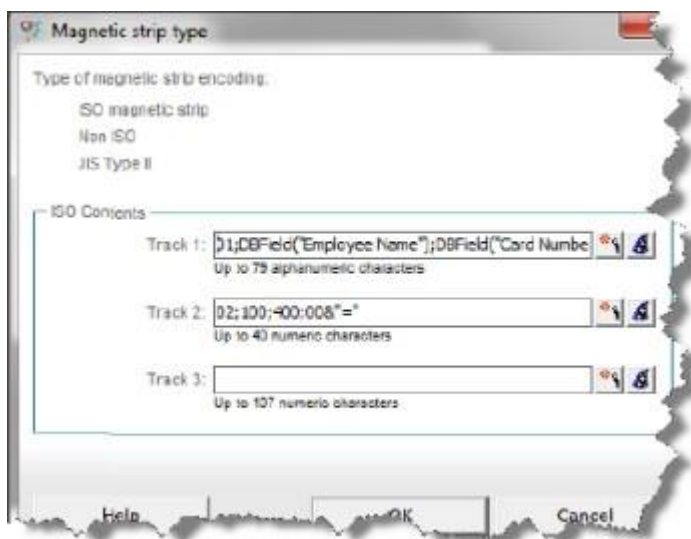 Magnetic strip type
Type of magnetic strip encoding:
ISO magnetic strip
Non ISO
JIS Type II
ISO Contents
Track 1: 01;DBField("Employee Name");DBField("Card Numbe
Up to 79 alphanumeric characters
Track 2: 02;100;400;00&"="
Up to 40 numeric characters
Track 3:
Up to 107 numeric characters
Help OK Cancel